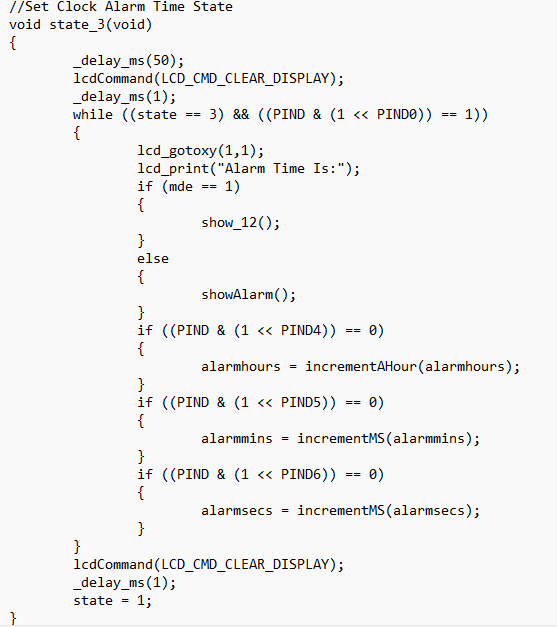 //Set Clock Alarm Time State
void state_3(void)
{
        _delay_ms(50);
        lcdCommand(LCD_CMD_CLEAR_DISPLAY);
        _delay_ms(1);
        while ((state == 3) && ((PIND & (1 << PIND0)) == 1))
        {
                lcd_gotoxy(1,1);
                lcd_print("Alarm Time Is:");
                if (mde == 1)
                {
                        show_12();
                }
                else
                {
                        showAlarm();
                }
                if ((PIND & (1 << PIND4)) == 0)
                {
                        alarmhours = incrementAHour(alarmhours);
                }
                if ((PIND & (1 << PIND5)) == 0)
                {
                        alarmmins = incrementMS(alarmmins);
                }
                if ((PIND & (1 << PIND6)) == 0)
                {
                        alarmsecs = incrementMS(alarmsecs);
                }
        }
        lcdCommand(LCD_CMD_CLEAR_DISPLAY);
        _delay_ms(1);
        state = 1;
}